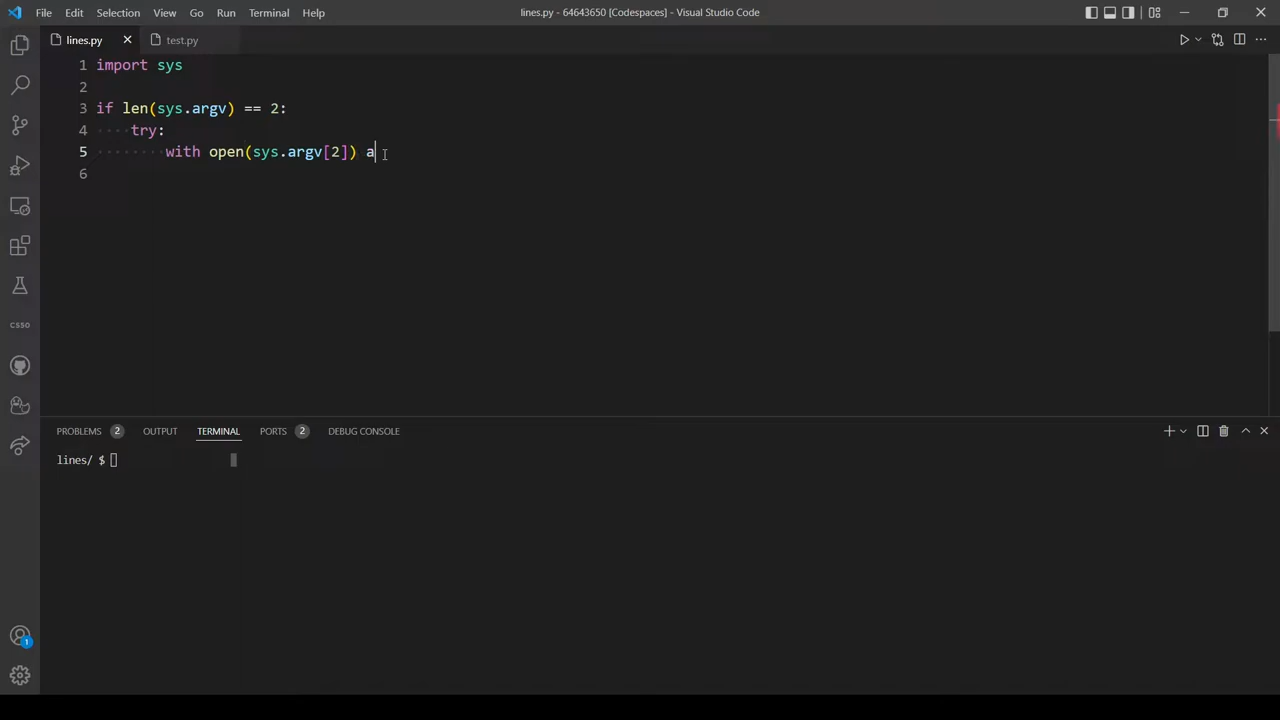 File Edit Selection View Go Run Terminal Help lines.py - 64643650 [Codespaces] - Visual Studio Code
lines.py test.py
1 import sys
2
3 if len(sys.argv) == 2:
4 try:
5 with open(sys.argv[2]) a
6
CS50
PROBLEMS 2 OUTPUT TERMINAL PORTS 2 DEBUG CONSOLE
lines/ $
1